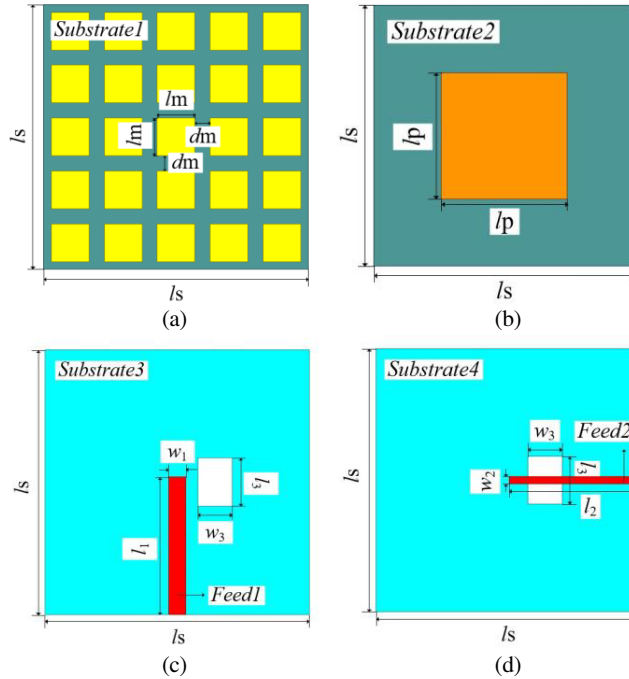 Substrate1
lm
lm
dm
dm
ls
ls
(a)
Substrate2
lp
lp
ls
ls
(b)
Substrate3
w₁
l₃
w₃
l₁
Feed1
ls
ls
(c)
Substrate4
Feed2
w₃
w₂
l₃
l₂
ls
ls
(d)